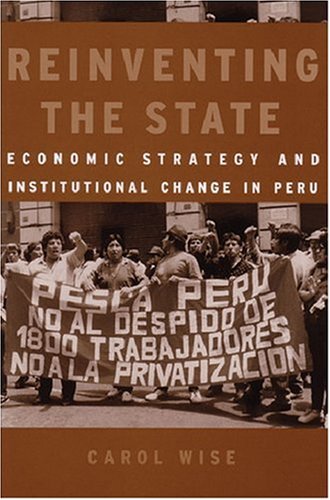 REINVENTING
THE STATE
ECONOMIC STRATEGY AND
INSTITUTIONAL CHANGE IN PERU
PESCA PERU
NO AL DESPIDO DE
1800 TRABAJADORES
NO A LA PRIVATIZACION
CAROL WISE